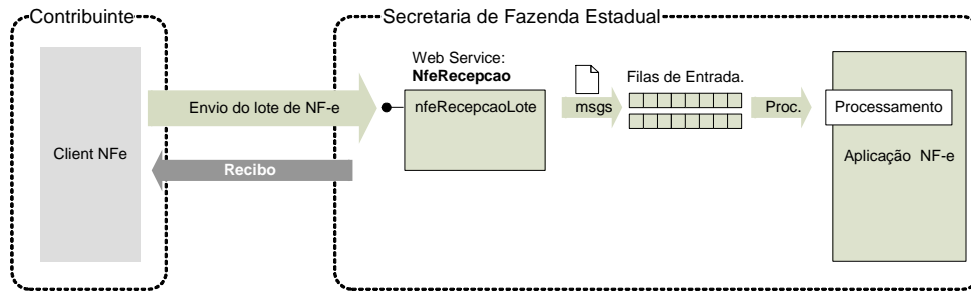 Contribuinte
Secretaria de Fazenda Estadual
Web Service:
NfeRecepcao
Filas de Entrada.
Envio do lote de NF-e
nfeRecepcaoLote
msgs
Proc.
Processamento
Client NFe
Recibo
Aplicação NF-e